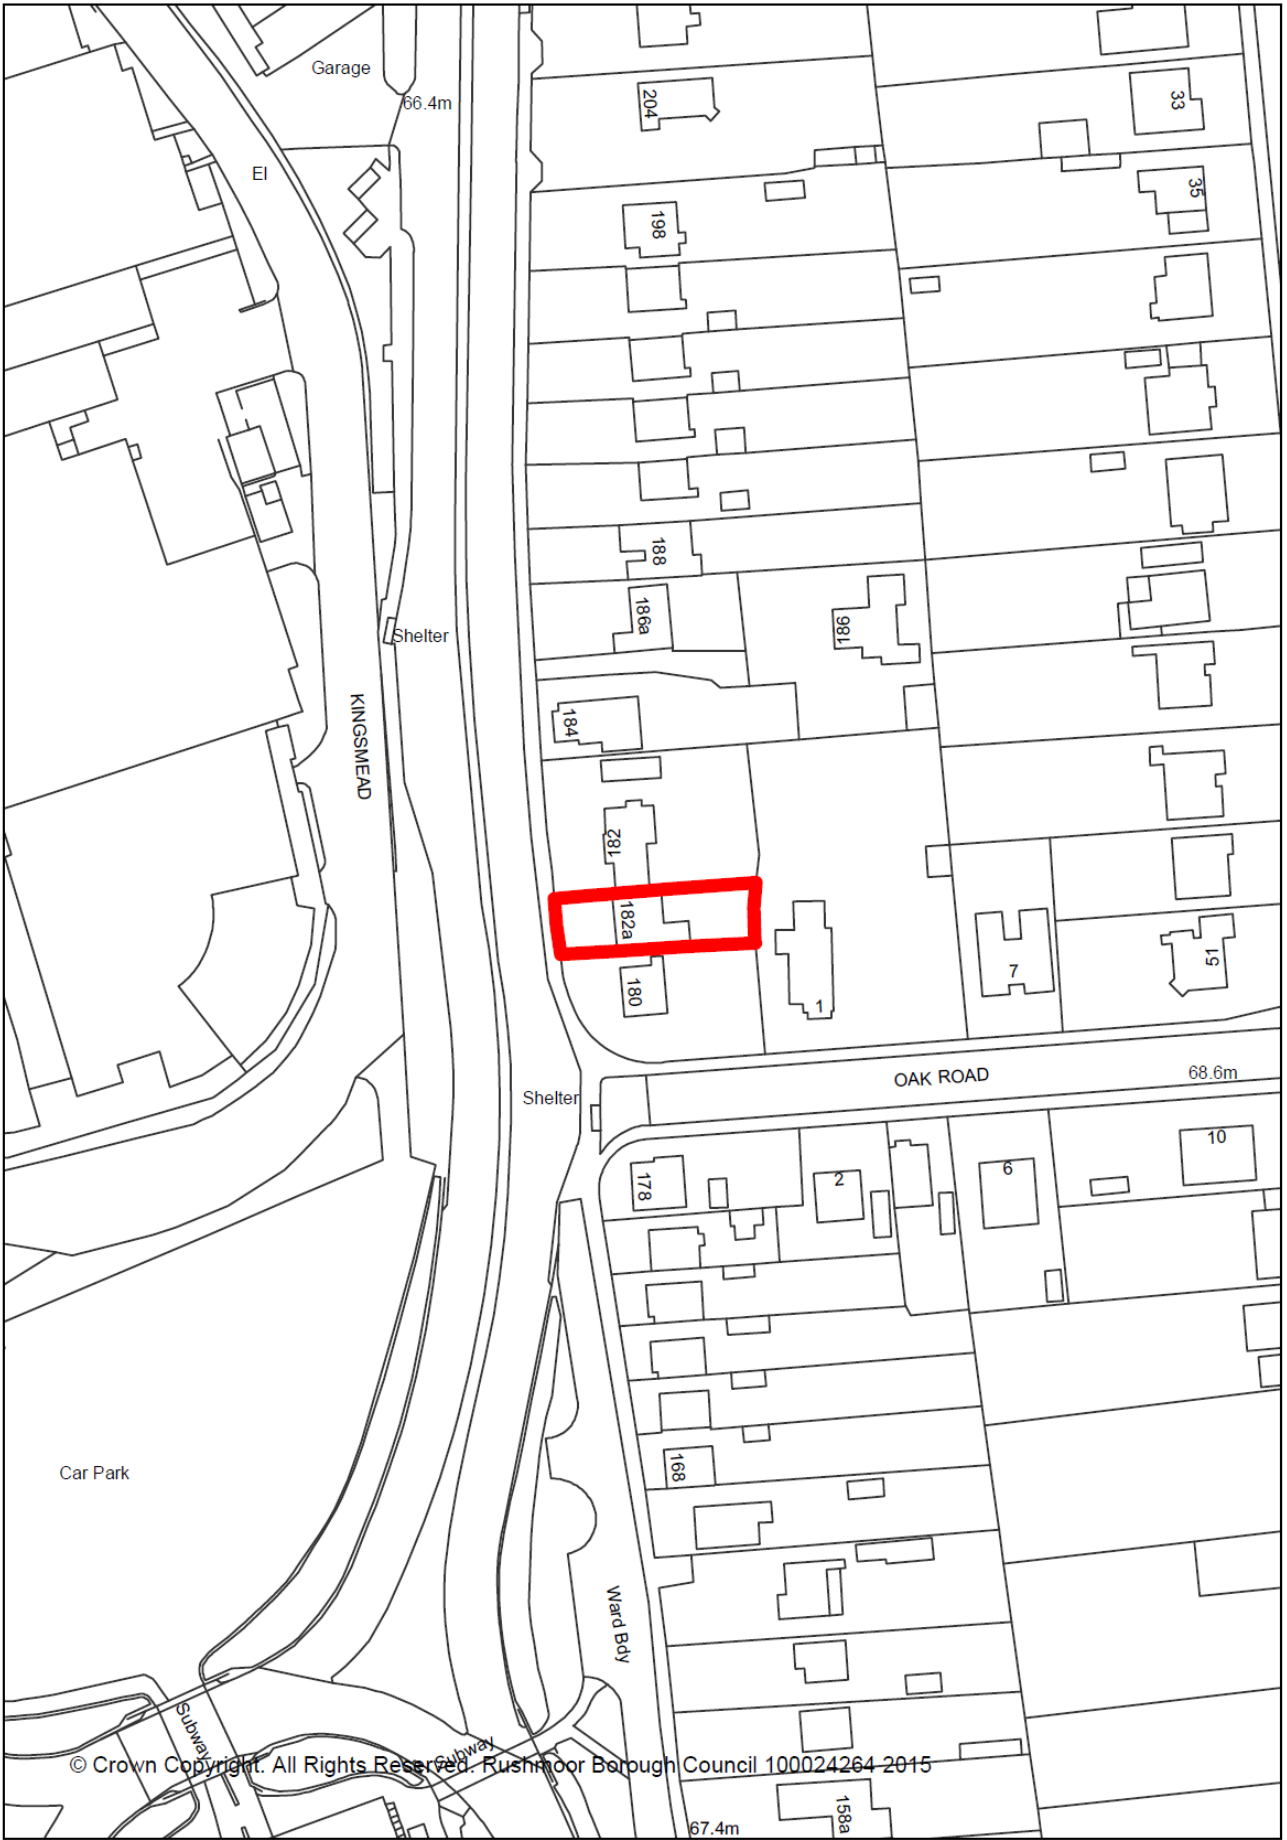 Garage
66.4m
204
33
El
35
198
188
186a
186
Shelter
KINGSMEAD
184
182
182a
180
1
7
51
OAK ROAD
68.6m
Shelter
178
2
6
10
168
Car Park
Ward Bdy
Subway
Subway
© Crown Copyright. All Rights Reserved. Rushmoor Borough Council 100024264 2015
158a
67.4m